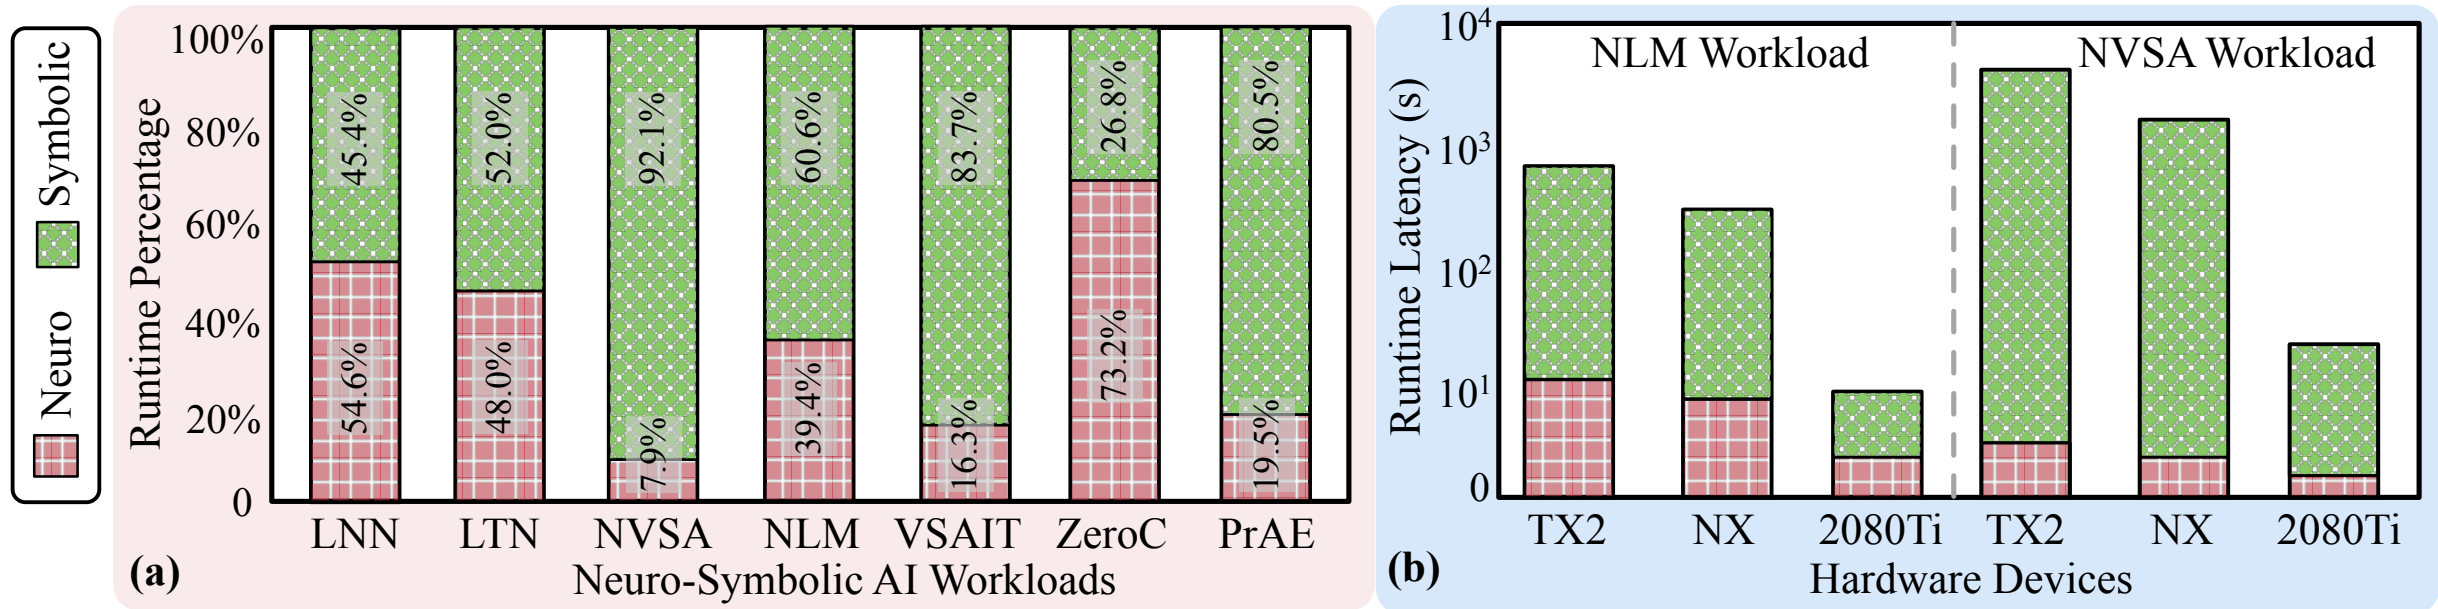 Neuro
Symbolic
Runtime Percentage
100%
80%
60%
40%
20%
0
45.4%
52.0%
92.1%
60.6%
83.7%
26.8%
80.5%
54.6%
48.0%
7.9%
39.4%
16.3%
73.2%
19.5%
LNN LTN NVSA NLM VSAIT ZeroC PrAE
(a)
Neuro-Symbolic AI Workloads
Runtime Latency (s)
10⁴
10³
10²
10¹
0
NLM Workload NVSA Workload
TX2 NX 2080Ti TX2 NX 2080Ti
(b)
Hardware Devices